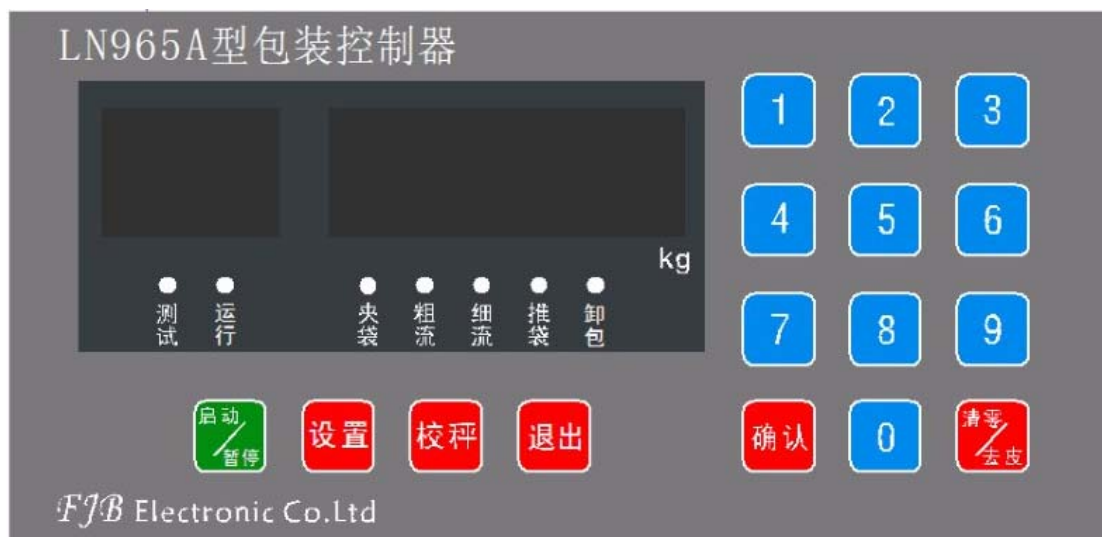 LN965A型包装控制器
1 2 3
4 5 6
kg
测试 运行 夹袋 粗流 细流 推袋 卸包
7 8 9
启动/暂停 设置 校秤 退出 确认 0 清零/去皮
FJB Electronic Co.Ltd